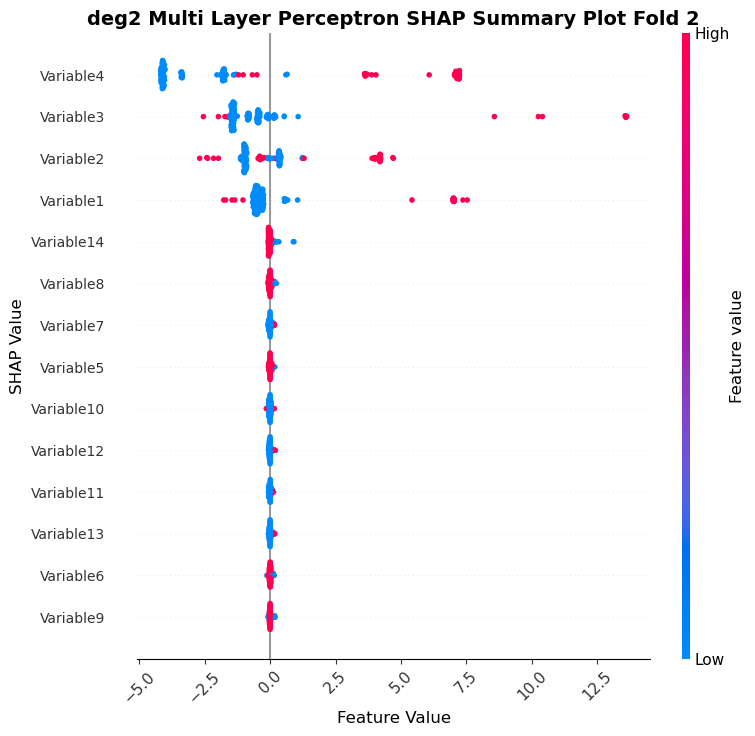 deg2 Multi Layer Perceptron SHAP Summary Plot Fold 2
High
Variable4
Variable3
Variable2
Variable1
Variable14
Variable8
Variable7
Variable5
Variable10
Variable12
Variable11
Variable13
Variable6
Variable9
SHAP Value
Feature value
Low
−5.0 −2.5 0.0 2.5 5.0 7.5 10.0 12.5
Feature Value